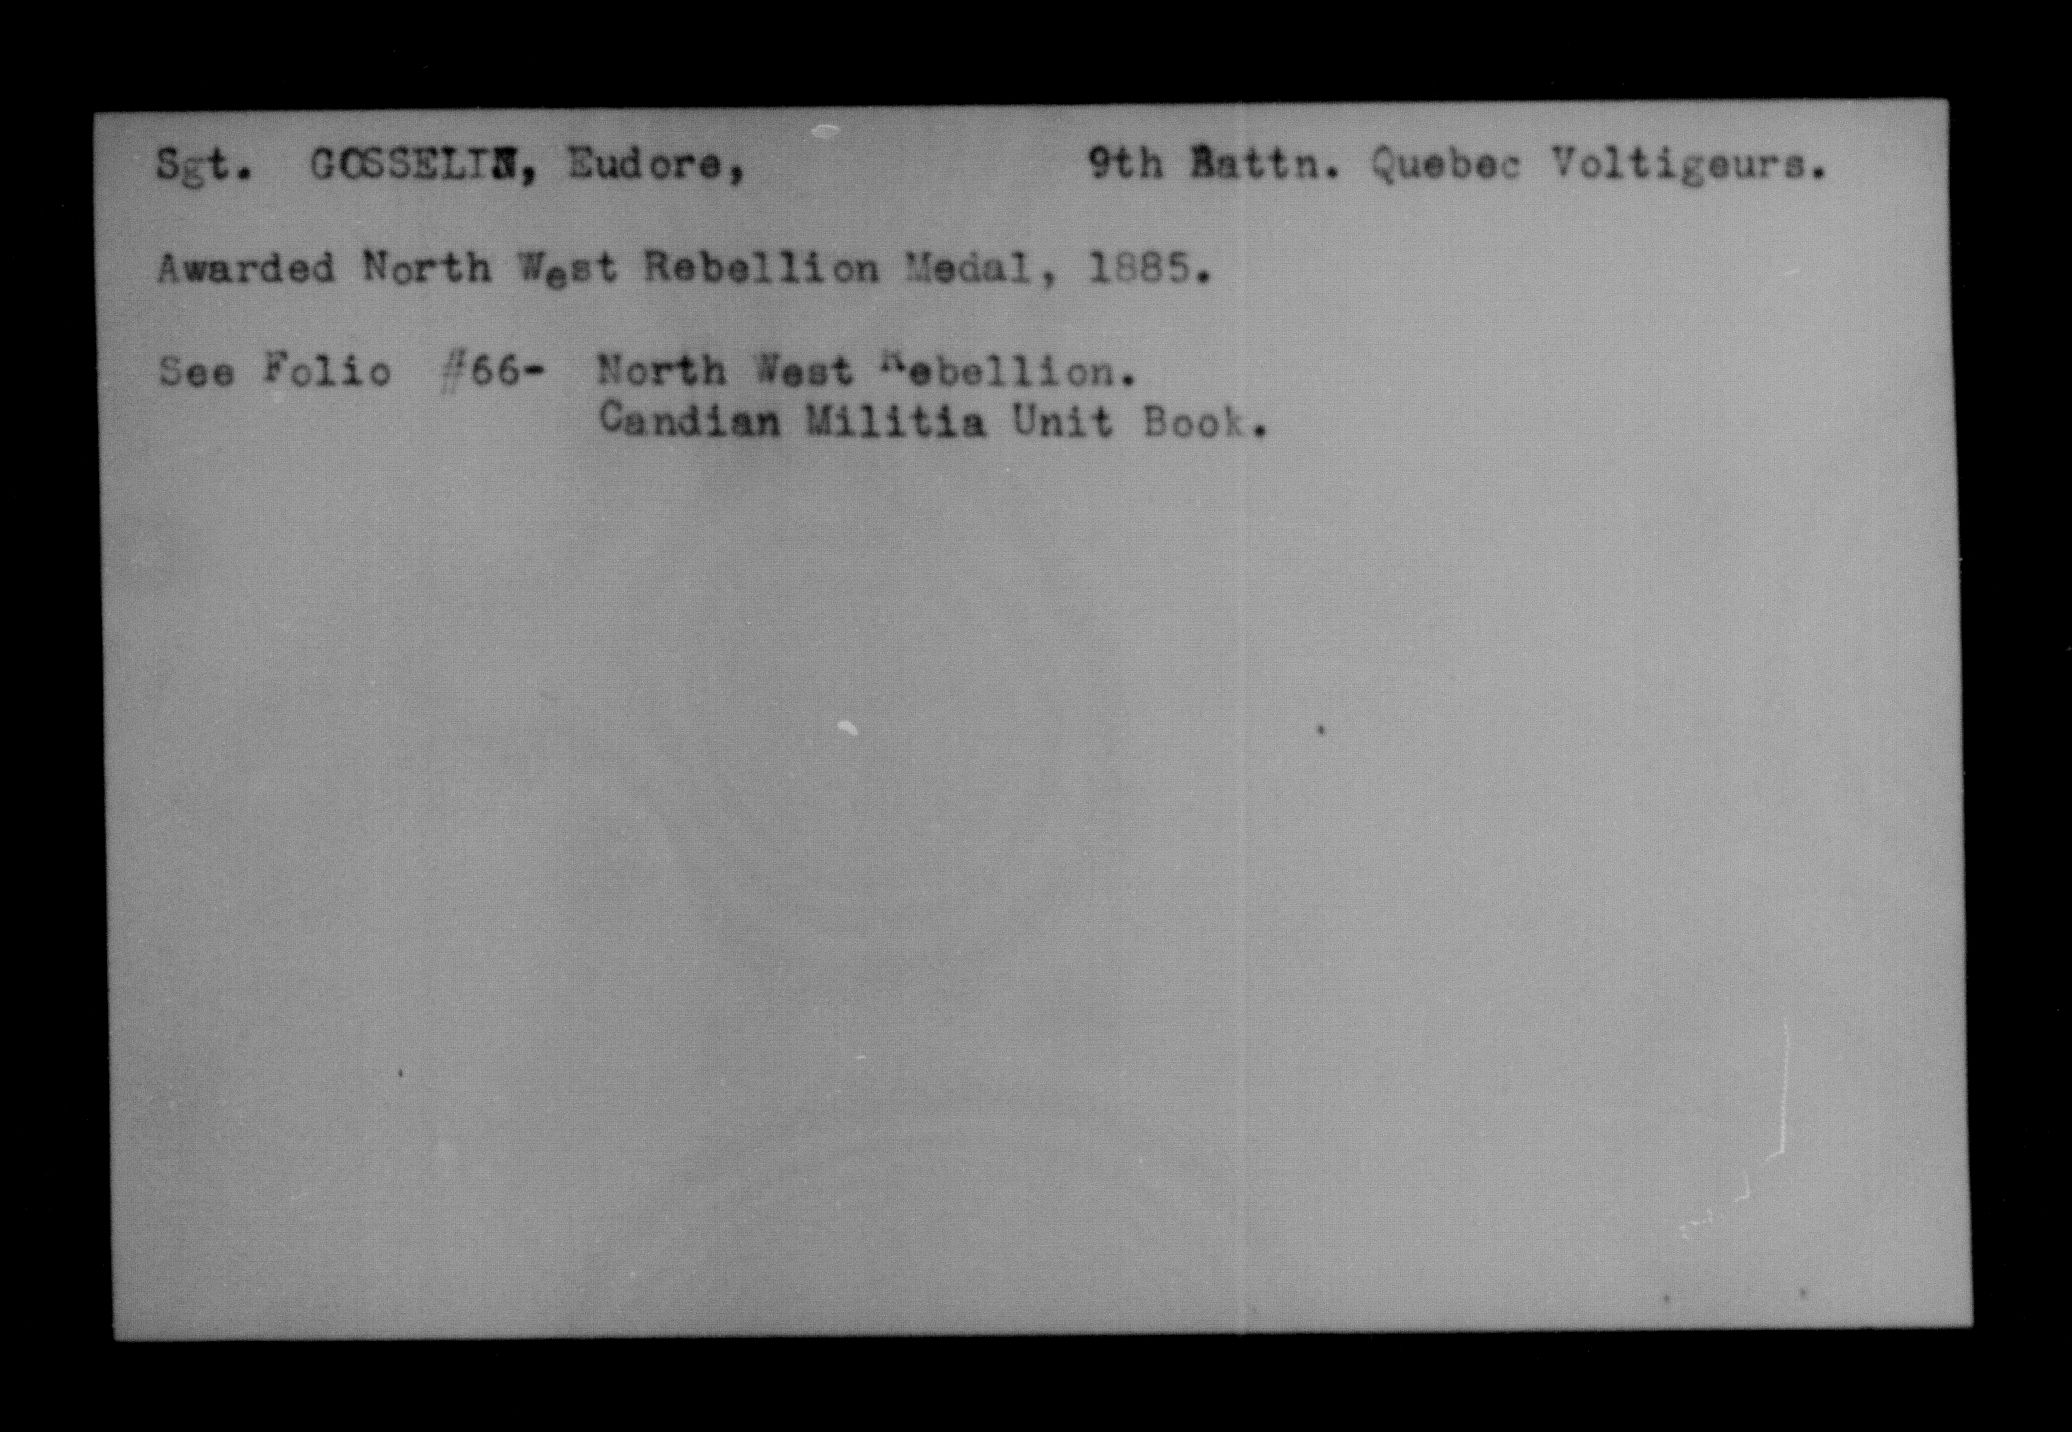 Sgt. GOSSELIN, Eudore, 9th Battn. Quebec Voltigeurs.
Awarded North West Rebellion Medal, 1885.
See Folio #66- North West Rebellion.
Candian Militia Unit Book.